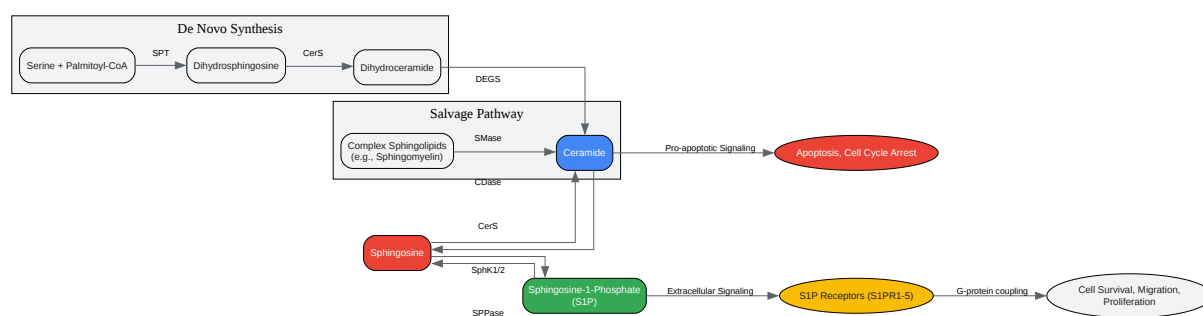 De Novo Synthesis
Serine + Palmitoyl-CoA
SPT
Dihydrosphingosine
CerS
Dihydroceramide
DEGS
Salvage Pathway
Complex Sphingolipids
(e.g., Sphingomyelin)
SMase
Ceramide
Pro-apoptotic Signaling
Apoptosis, Cell Cycle Arrest
CDase
CerS
Sphingosine
SphK1/2
Sphingosine-1-Phosphate
(S1P)
SPPase
Extracellular Signaling
S1P Receptors (S1PR1-5)
G-protein coupling
Cell Survival, Migration,
Proliferation